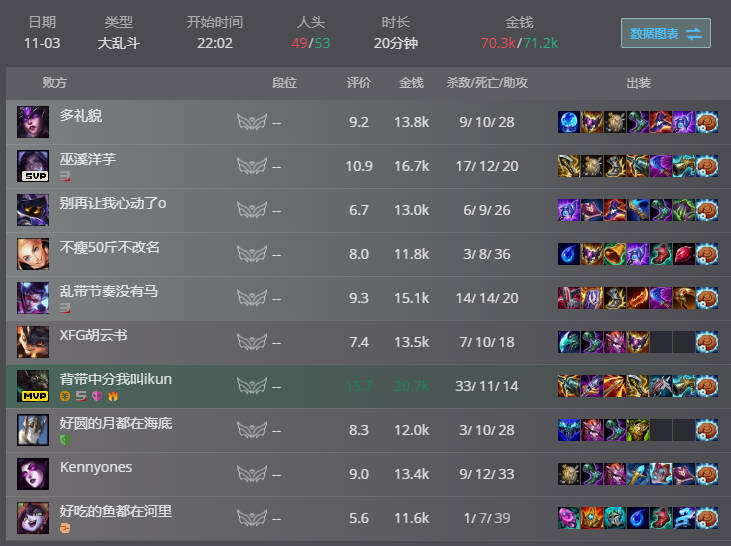 日期 类型 开始时间 人头 时长 金钱
11-03 大乱斗 22:02 49/53 20分钟 70.3k/71.2k 数据图表
败方 段位 评价 金钱 杀敌/死亡/助攻 出装
多礼貌 -- 9.2 13.8k 9/ 10/ 28
巫溪洋芋 -- 10.9 16.7k 17/ 12/ 20
SVP
别再让我心动了o -- 6.7 13.0k 6/ 9/ 26
不瘦50斤不改名 -- 8.0 11.8k 3/ 8/ 36
乱带节奏没有马 -- 9.3 15.1k 14/ 14/ 20
XFG胡云书 -- 7.4 13.5k 7/ 10/ 18
背带中分我叫ikun -- 20.7k 33/ 11/ 14
MVP
好圆的月都在海底 -- 8.3 12.0k 3/ 10/ 28
Kennyones -- 9.0 13.4k 9/ 12/ 33
好吃的鱼都在河里 -- 5.6 11.6k 1/ 7/ 39